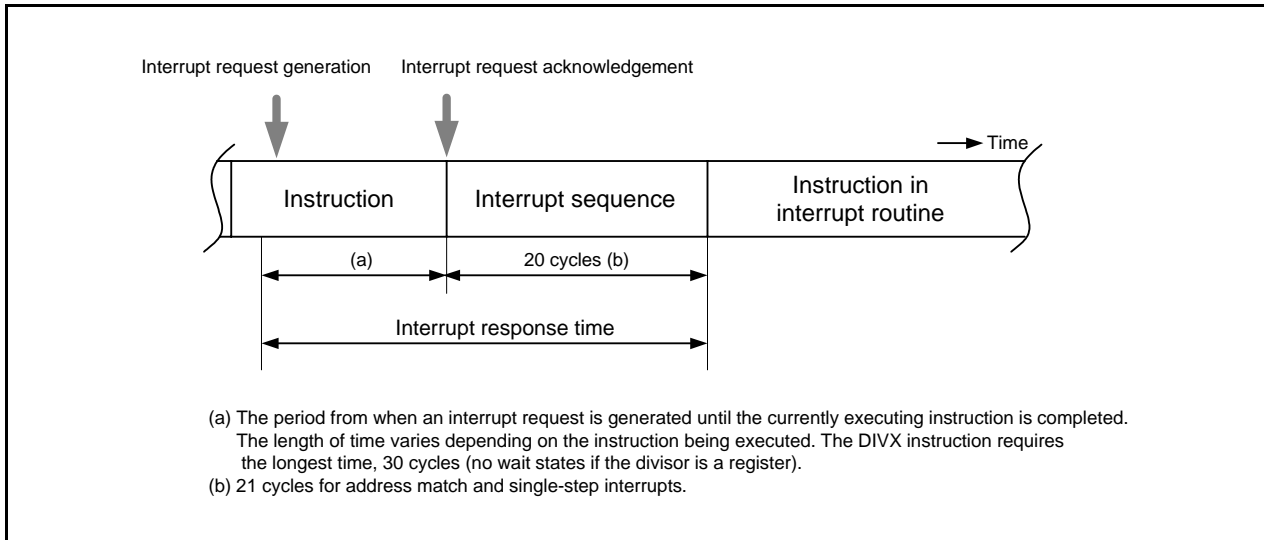 Interrupt request generation
Interrupt request acknowledgement
Time
Instruction
Interrupt sequence
Instruction in
interrupt routine
(a)
20 cycles (b)
Interrupt response time
(a) The period from when an interrupt request is generated until the currently executing instruction is completed.
The length of time varies depending on the instruction being executed. The DIVX instruction requires
the longest time, 30 cycles (no wait states if the divisor is a register).
(b) 21 cycles for address match and single-step interrupts.